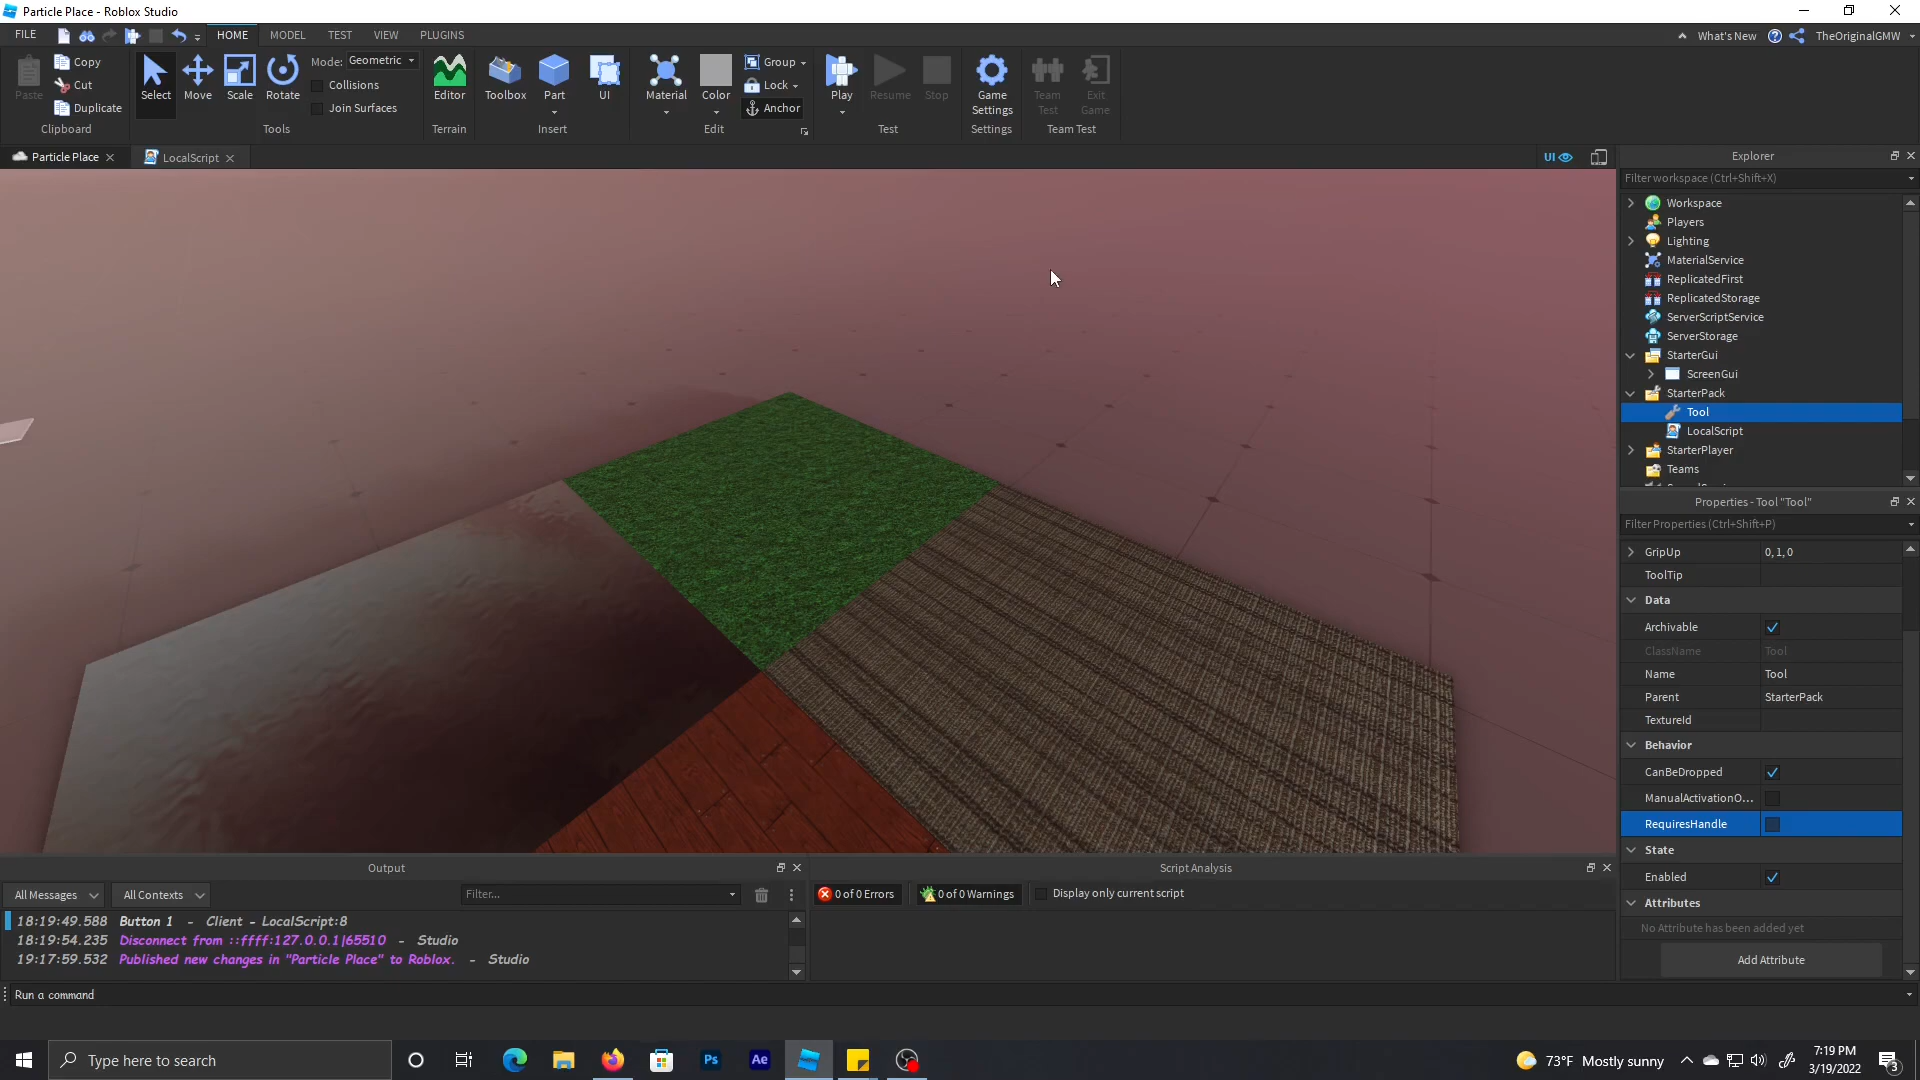 Particle Place - Roblox Studio
FILE HOME MODEL TEST VIEW PLUGINS What's New TheOriginalGMW
Paste Copy Cut Duplicate Clipboard
Select Move Scale Rotate Mode: Geometric Collisions Join Surfaces Tools
Editor Terrain
Toolbox Part UI Insert
Material Color Group Lock Anchor Edit
Play Resume Stop Test
Game Settings Settings
Team Test Exit Game Team Test
Particle Place LocalScript UI
Explorer
Filter workspace (Ctrl+Shift+X)
Workspace
Players
Lighting
MaterialService
ReplicatedFirst
ReplicatedStorage
ServerScriptService
ServerStorage
StarterGui
ScreenGui
StarterPack
Tool
LocalScript
StarterPlayer
Teams
Properties - Tool "Tool"
Filter Properties (Ctrl+Shift+P)
GripUp 0, 1, 0
ToolTip
Data
Archivable
ClassName Tool
Name Tool
Parent StarterPack
TextureId
Behavior
CanBeDropped
ManualActivationO...
RequiresHandle
State
Enabled
Attributes
No Attribute has been added yet
Add Attribute
Output
All Messages All Contexts Filter...
18:19:49.588 Button 1 - Client - LocalScript:8
18:19:54.235 Disconnect from ::ffff:127.0.0.1|65510 - Studio
19:17:59.532 Published new changes in "Particle Place" to Roblox. - Studio
Script Analysis
0 of 0 Errors 0 of 0 Warnings Display only current script
Run a command
Type here to search
Ps Ae
73°F Mostly sunny
7:19 PM
3/19/2022
3